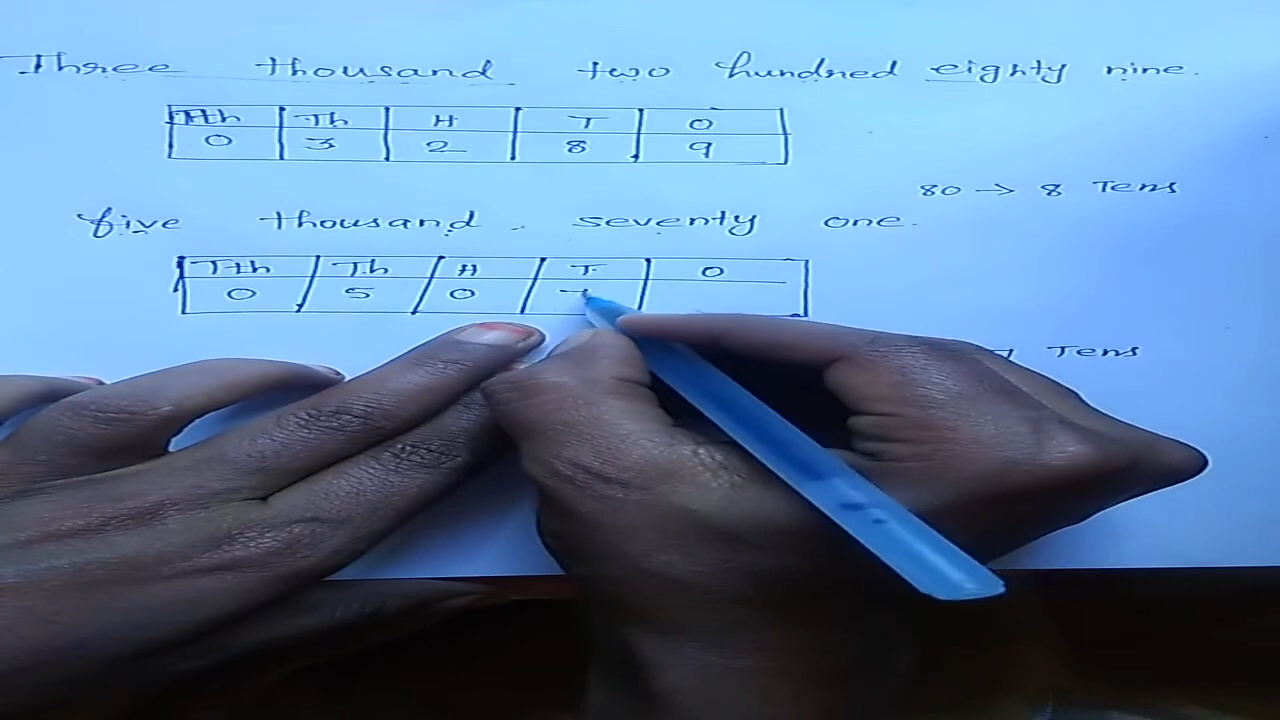 Three thousand two hundred eighty nine.
Tth Th H T O
0 3 2 8 9
80 → 8 Tens
five thousand seventy one.
Tth Th H T O
0 5 0
Tens